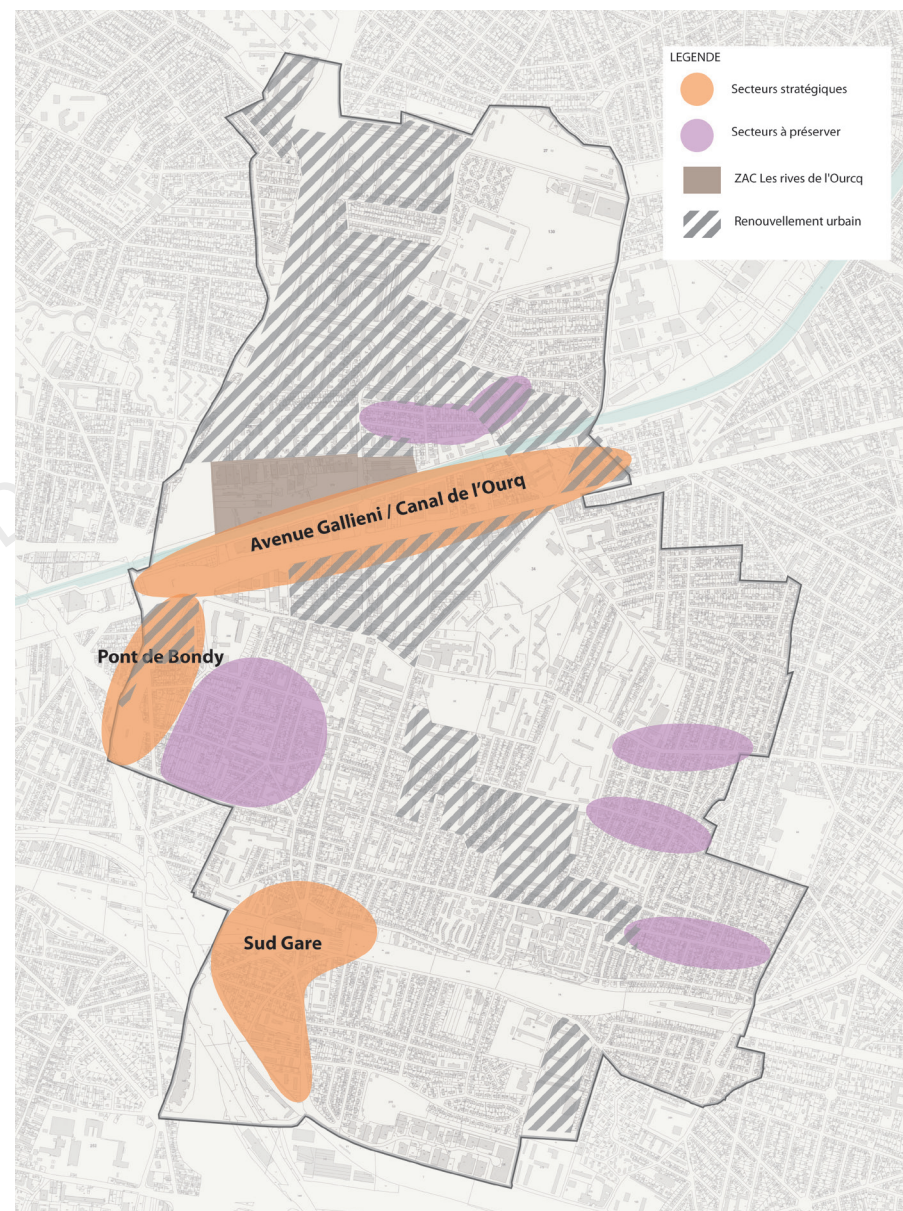 LEGENDE
Secteurs stratégiques
Secteurs à préserver
ZAC Les rives de l'Ourcq
Renouvellement urbain
Avenue Gallieni / Canal de l'Ourq
Pont de Bondy
Sud Gare